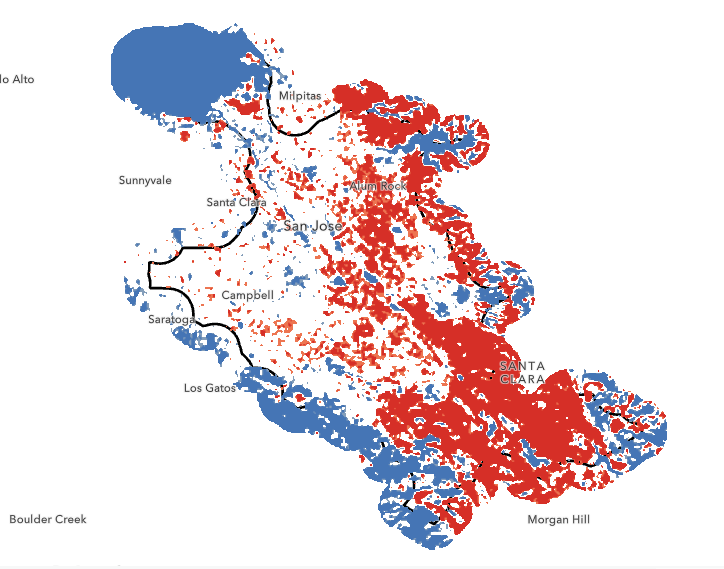 lo Alto
Milpitas
Sunnyvale
Alum Rock
Santa Clara
San Jose
Campbell
Saratoga
SANTA
CLARA
Los Gatos
Boulder Creek
Morgan Hill